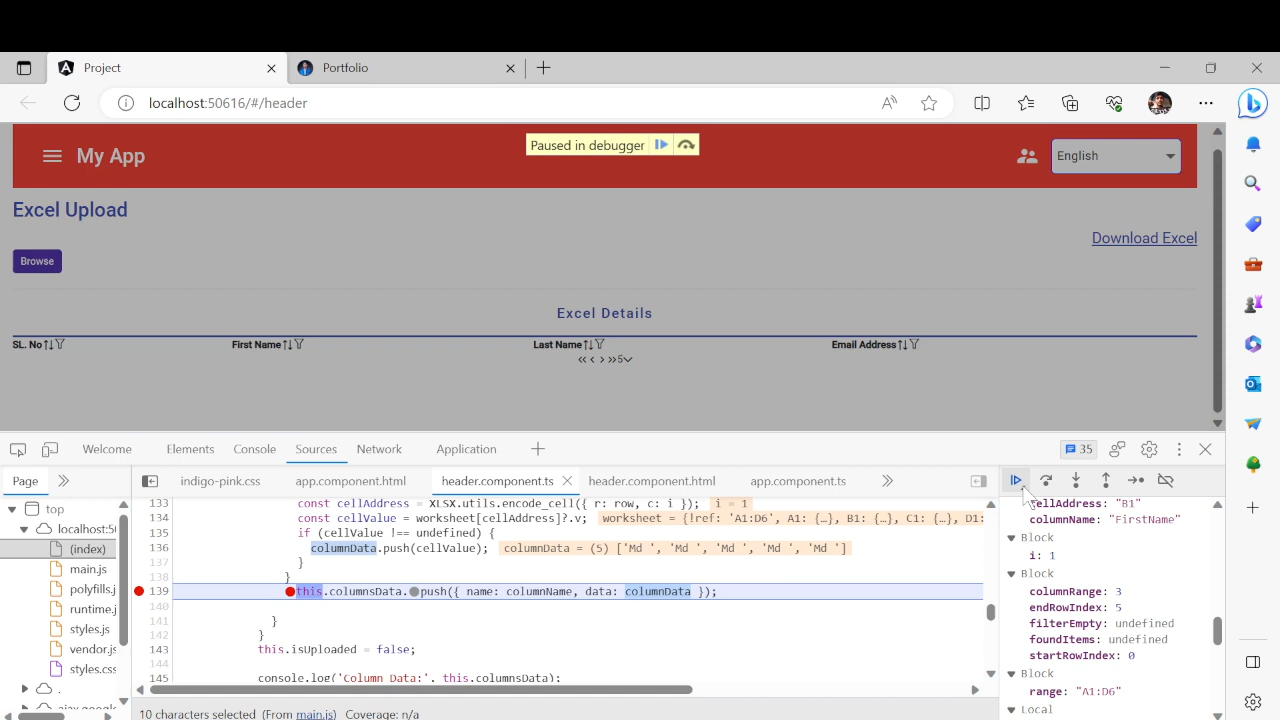 Project
Portfolio
localhost:50616/#/header
Paused in debugger
My App
English
Excel Upload
Download Excel
Browse
Excel Details
SL. No First Name Last Name Email Address
<< < > >> 5
Welcome Elements Console Sources Network Application 35
Page indigo-pink.css app.component.html header.component.ts header.component.html app.component.ts
top
localhost:5
(index)
main.js
polyfills.j
runtime.
styles.js
vendor.js
styles.css
.
133 const cellAddress = XLSX.utils.encode_cell({ r: row, c: i }); i = 1
134 const cellValue = worksheet[cellAddress]?.v; worksheet = {!ref: 'A1:D6', A1: {…}, B1: {…}, C1: {…}, D1:
135 if (cellValue !== undefined) {
136 columnData.push(cellValue); columnData = (5) ['Md ', 'Md ', 'Md ', 'Md ', 'Md ']
137 }
138 }
139 this.columnsData.push({ name: columnName, data: columnData });
140
141 }
142 }
143 this.isUploaded = false;
144
145 console.log('Column Data:', this.columnsData);
10 characters selected (From main.js) Coverage: n/a
cellAddress: "B1"
columnName: "FirstName"
Block
i: 1
Block
columnRange: 3
endRowIndex: 5
filterEmpty: undefined
foundItems: undefined
startRowIndex: 0
Block
range: "A1:D6"
Local